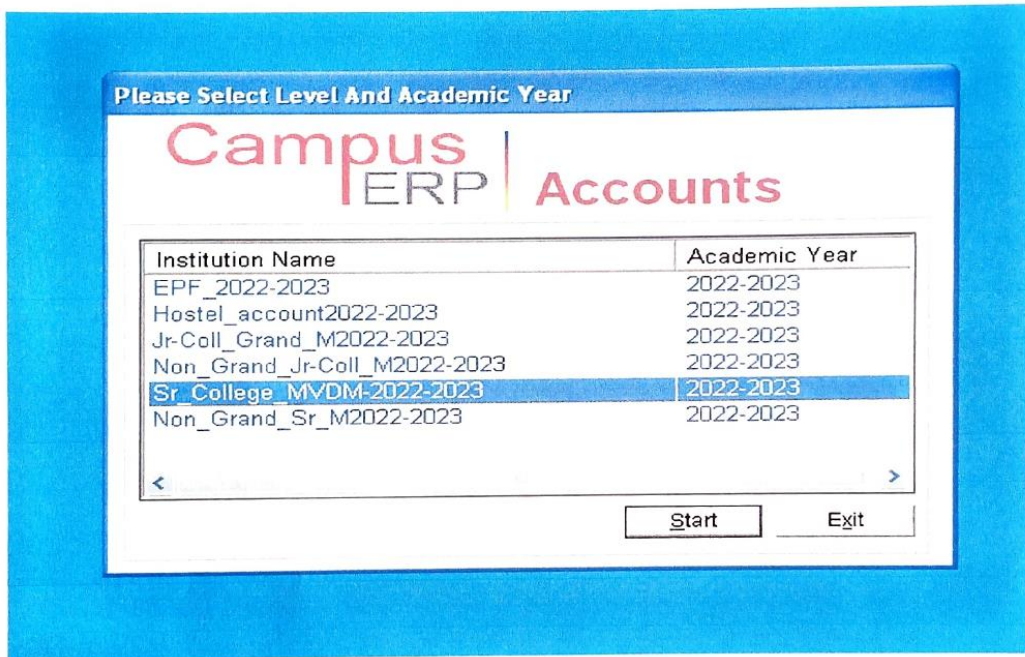 Please Select Level And Academic Year
Campus
ERP
Accounts
Institution Name Academic Year
EPF_2022-2023 2022-2023
Hostel_account2022-2023 2022-2023
Jr-Coll_Grand_M2022-2023 2022-2023
Non_Grand_Jr-Coll_M2022-2023 2022-2023
Sr_College_MVDM-2022-2023 2022-2023
Non_Grand_Sr_M2022-2023 2022-2023
Start Exit